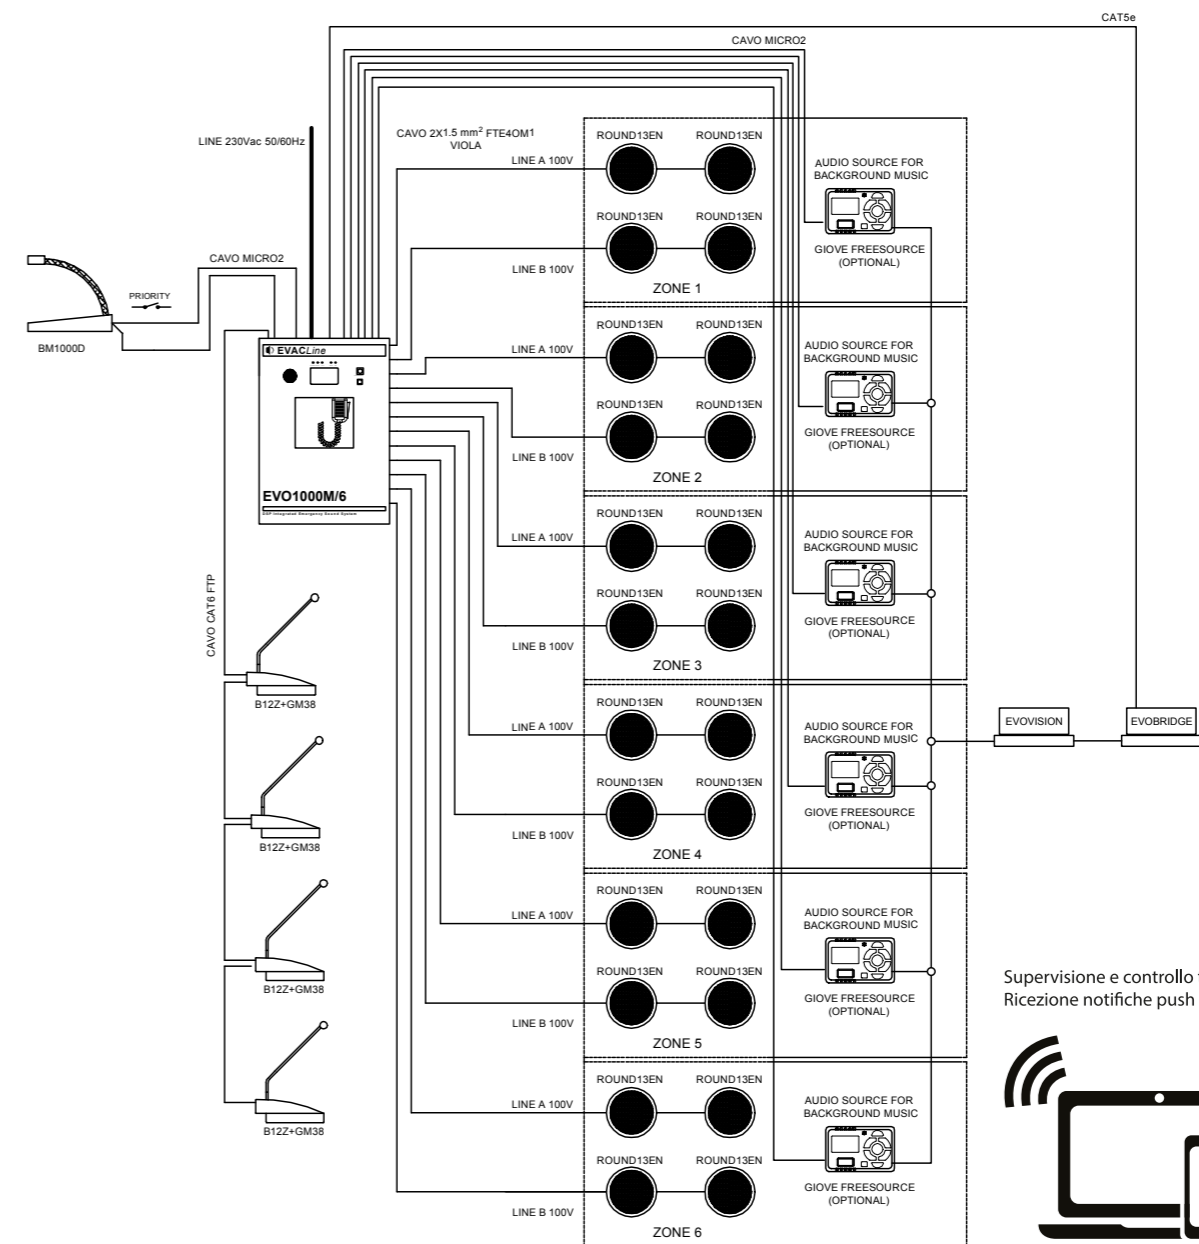 CAT5e
CAVO MICRO2
LINE 230Vac 50/60Hz
CAVO 2X1.5 mm² FTE4OM1
VIOLA
CAVO MICRO2
PRIORITY
BM1000D
EVACLine
EVO1000M/6
DSP Integrated Emergency Sound System
CAVO CAT6 FTP
B12Z+GM38
B12Z+GM38
B12Z+GM38
B12Z+GM38
LINE A 100V
ROUND13EN ROUND13EN
ROUND13EN ROUND13EN
LINE B 100V
ZONE 1
AUDIO SOURCE FOR
BACKGROUND MUSIC
GIOVE FREESOURCE
(OPTIONAL)
LINE A 100V
ROUND13EN ROUND13EN
ROUND13EN ROUND13EN
LINE B 100V
ZONE 2
AUDIO SOURCE FOR
BACKGROUND MUSIC
GIOVE FREESOURCE
(OPTIONAL)
LINE A 100V
ROUND13EN ROUND13EN
ROUND13EN ROUND13EN
LINE B 100V
ZONE 3
AUDIO SOURCE FOR
BACKGROUND MUSIC
GIOVE FREESOURCE
(OPTIONAL)
LINE A 100V
ROUND13EN ROUND13EN
ROUND13EN ROUND13EN
LINE B 100V
ZONE 4
AUDIO SOURCE FOR
BACKGROUND MUSIC
GIOVE FREESOURCE
(OPTIONAL)
LINE A 100V
ROUND13EN ROUND13EN
ROUND13EN ROUND13EN
LINE B 100V
ZONE 5
AUDIO SOURCE FOR
BACKGROUND MUSIC
GIOVE FREESOURCE
(OPTIONAL)
LINE A 100V
ROUND13EN ROUND13EN
ROUND13EN ROUND13EN
LINE B 100V
ZONE 6
AUDIO SOURCE FOR
BACKGROUND MUSIC
GIOVE FREESOURCE
(OPTIONAL)
EVOVISION
EVOBRIDGE
Supervisione e controllo
Ricezione notifiche push